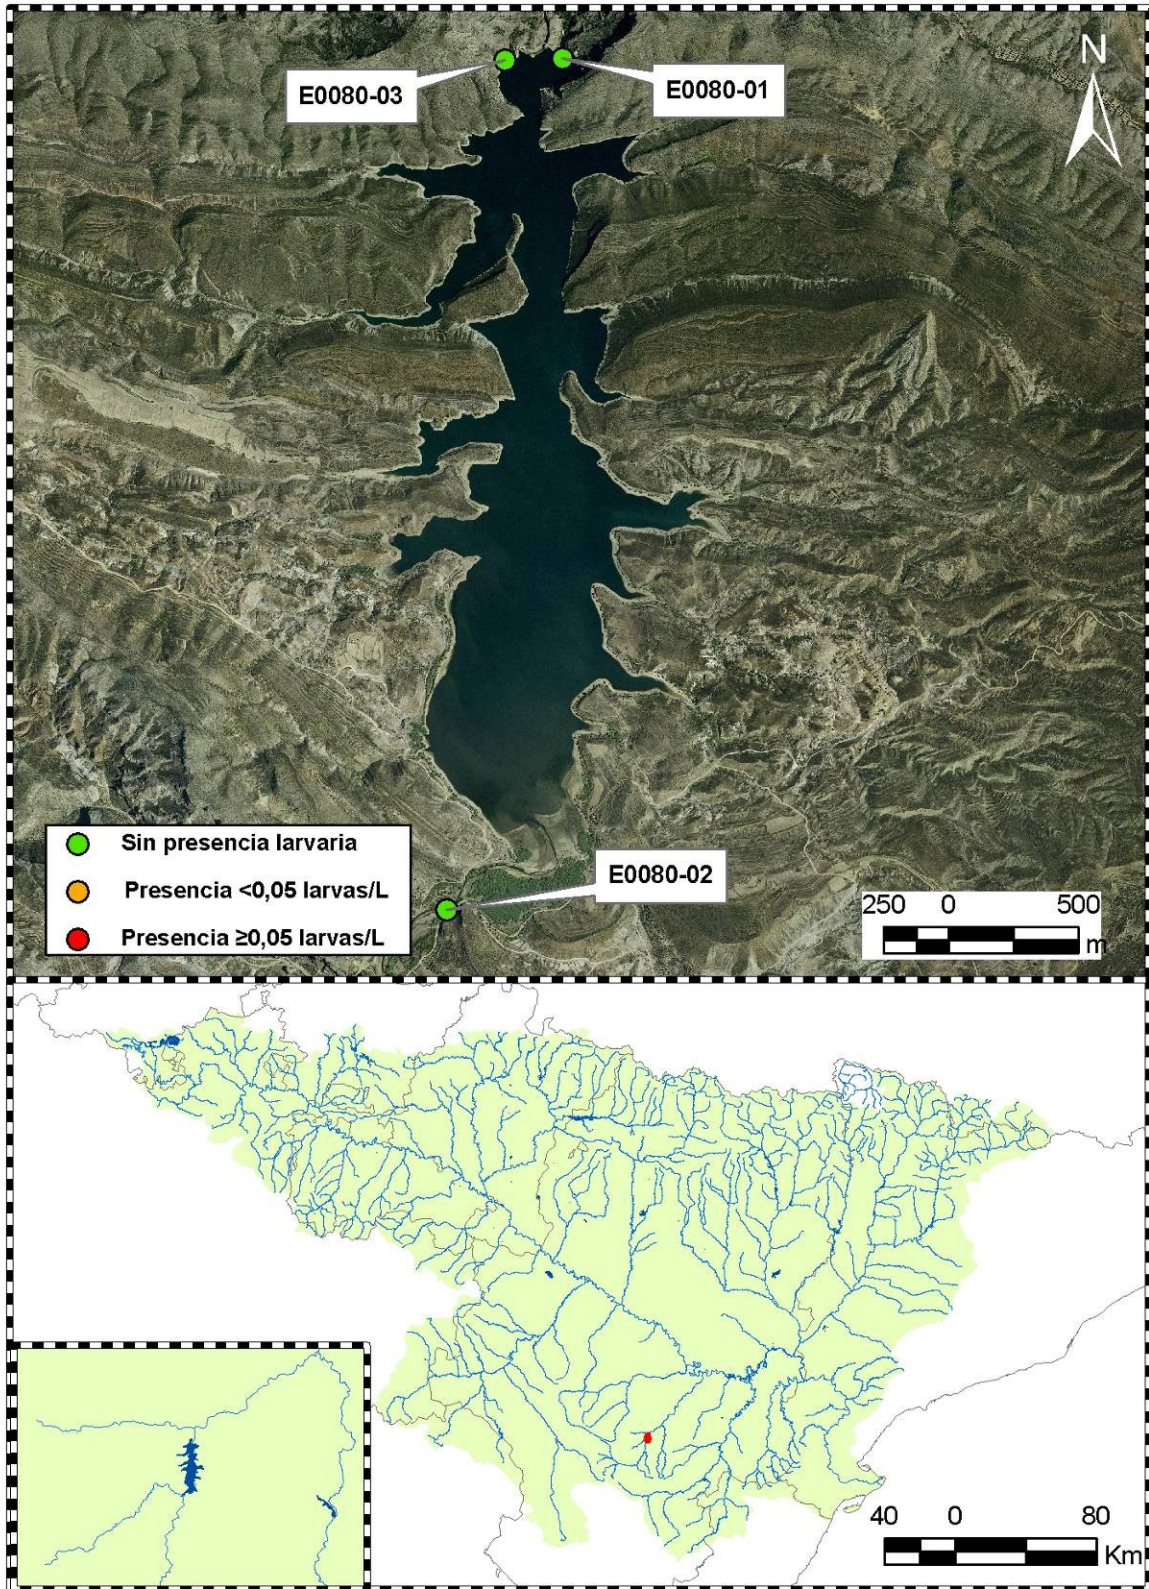 N
E0080-03
E0080-01
Sin presencia larvaria
Presencia <0,05 larvas/L
Presencia ≥0,05 larvas/L
E0080-02
250 0 500
m
40 0 80
Km